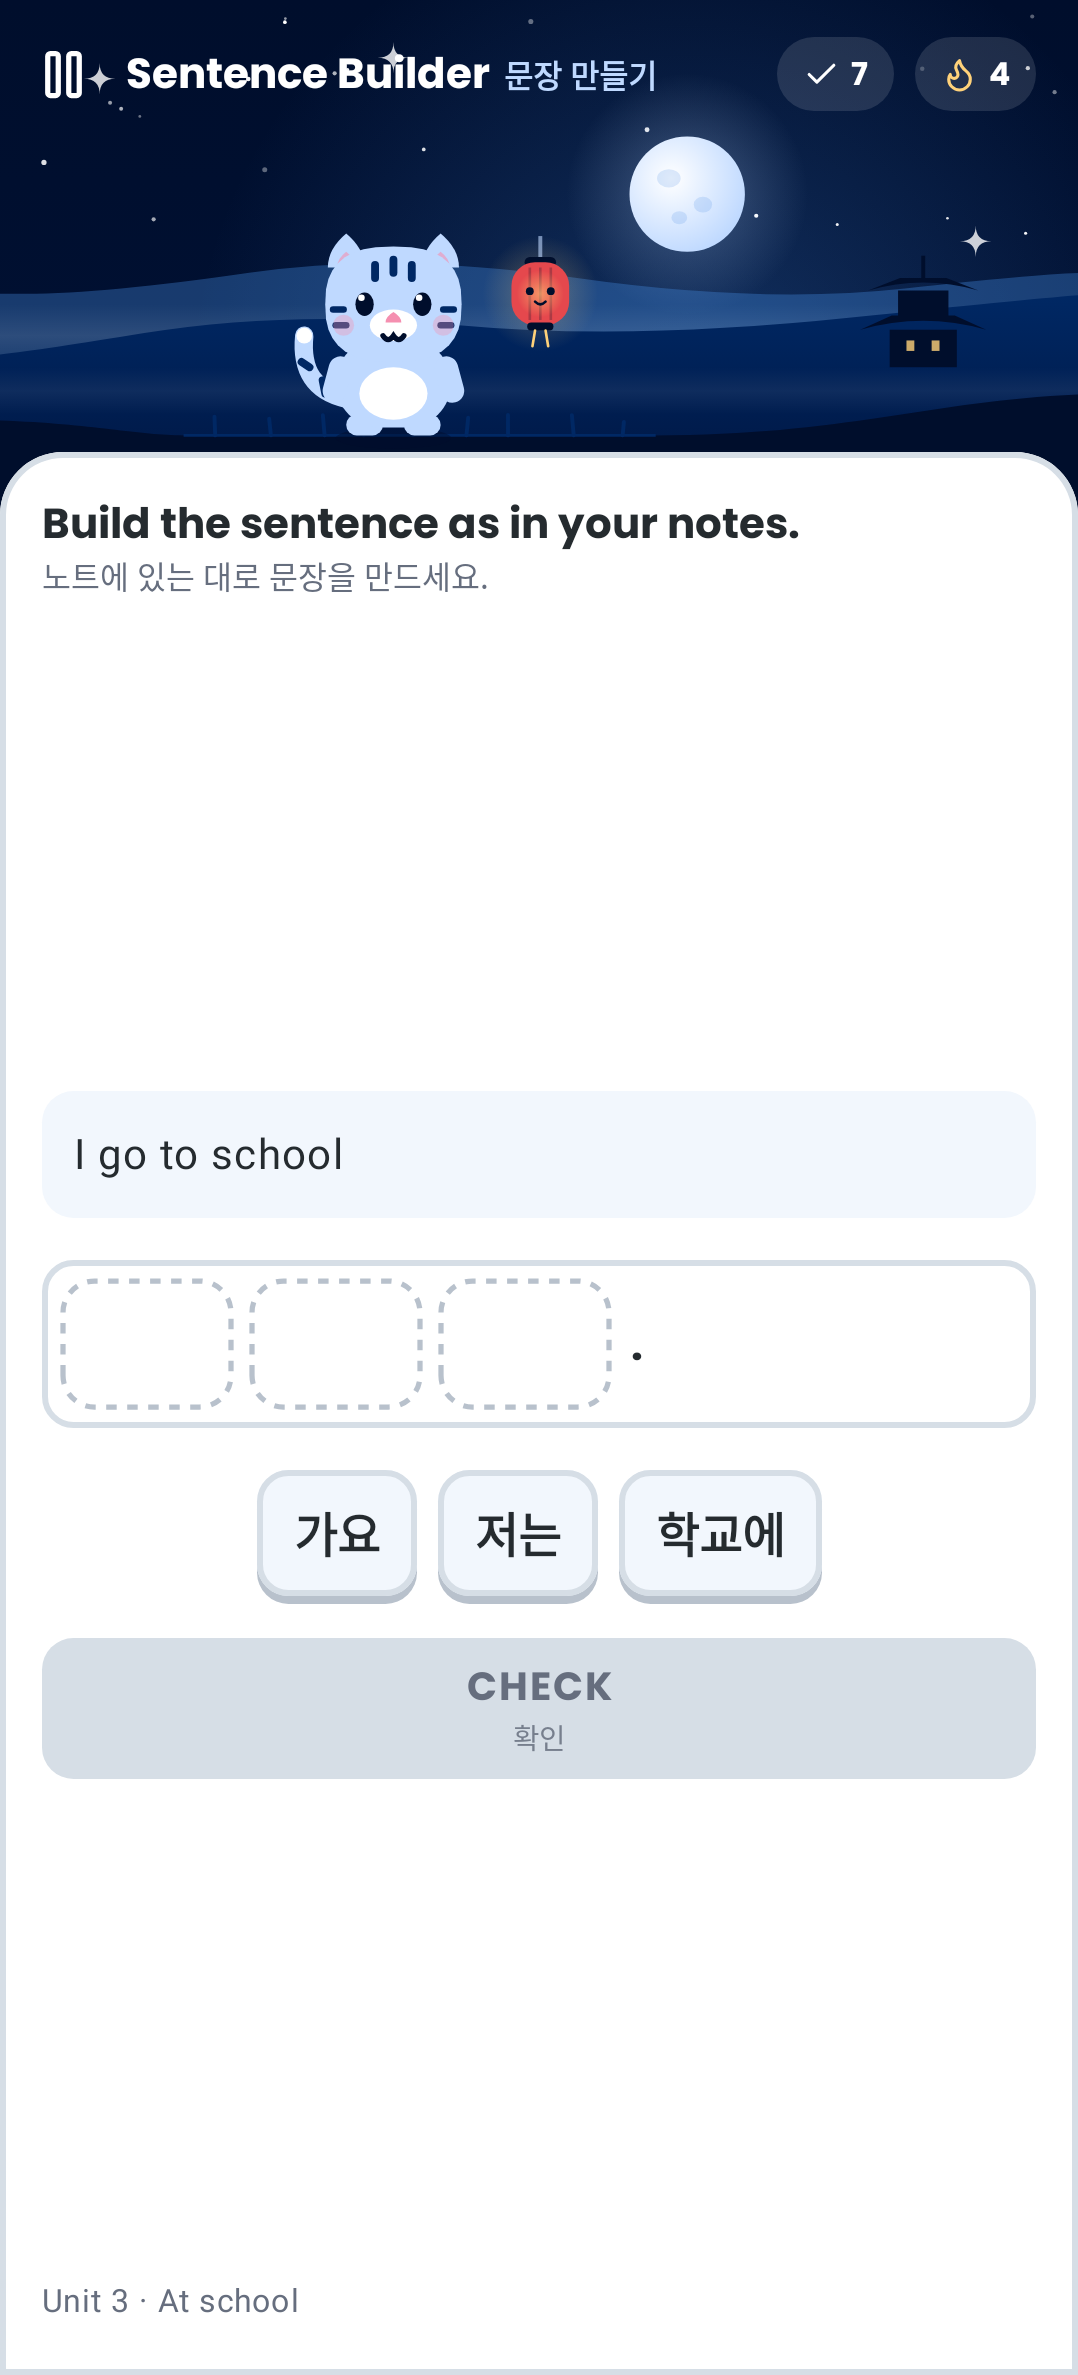 Sentence Builder 문장 만들기
7
4
Build the sentence as in your notes.
노트에 있는 대로 문장을 만드세요.
I go to school
.
가요 저는 학교에
CHECK
확인
Unit 3 · At school